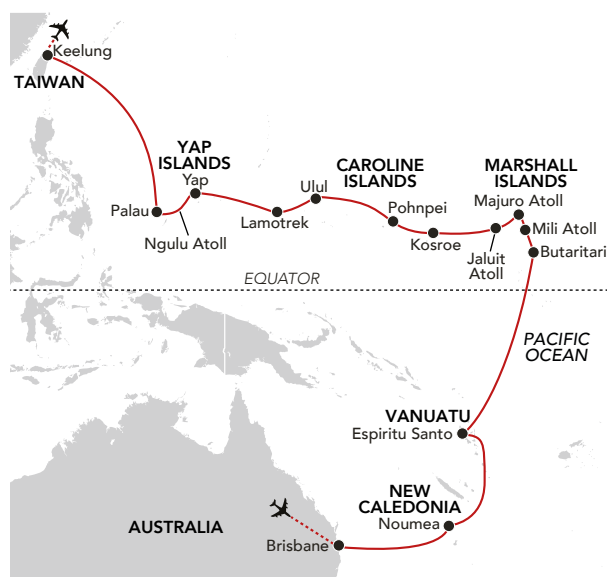 Keelung
TAIWAN
YAP
ISLANDS
Yap
CAROLINE
ISLANDS
MARSHALL
ISLANDS
Majuro Atoll
Ulul
Palau
Pohnpei
Mili Atoll
Lamotrek
Ngulu Atoll
Kosroe
Butaritari
Jaluit
Atoll
EQUATOR
PACIFIC
OCEAN
VANUATU
Espiritu Santo
NEW
CALEDONIA
Noumea
AUSTRALIA
Brisbane